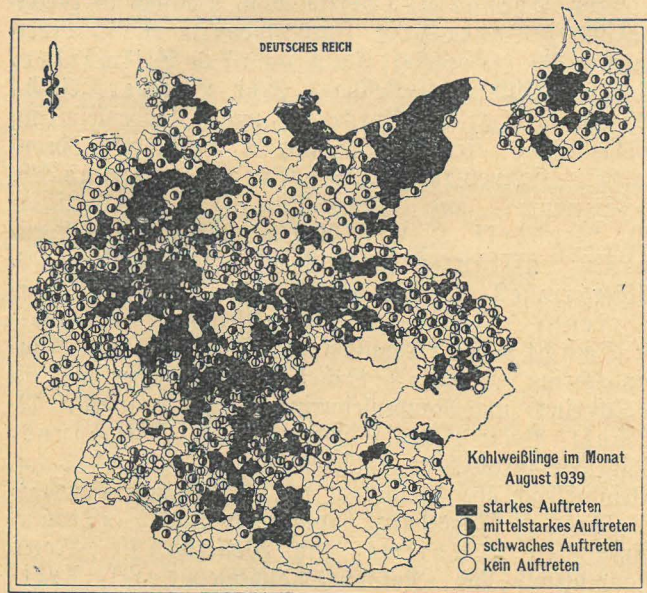 DEUTSCHES REICH
Kohlweißlinge im Monat
August 1939
starkes Auftreten
mittelstarkes Auftreten
schwaches Auftreten
kein Auftreten